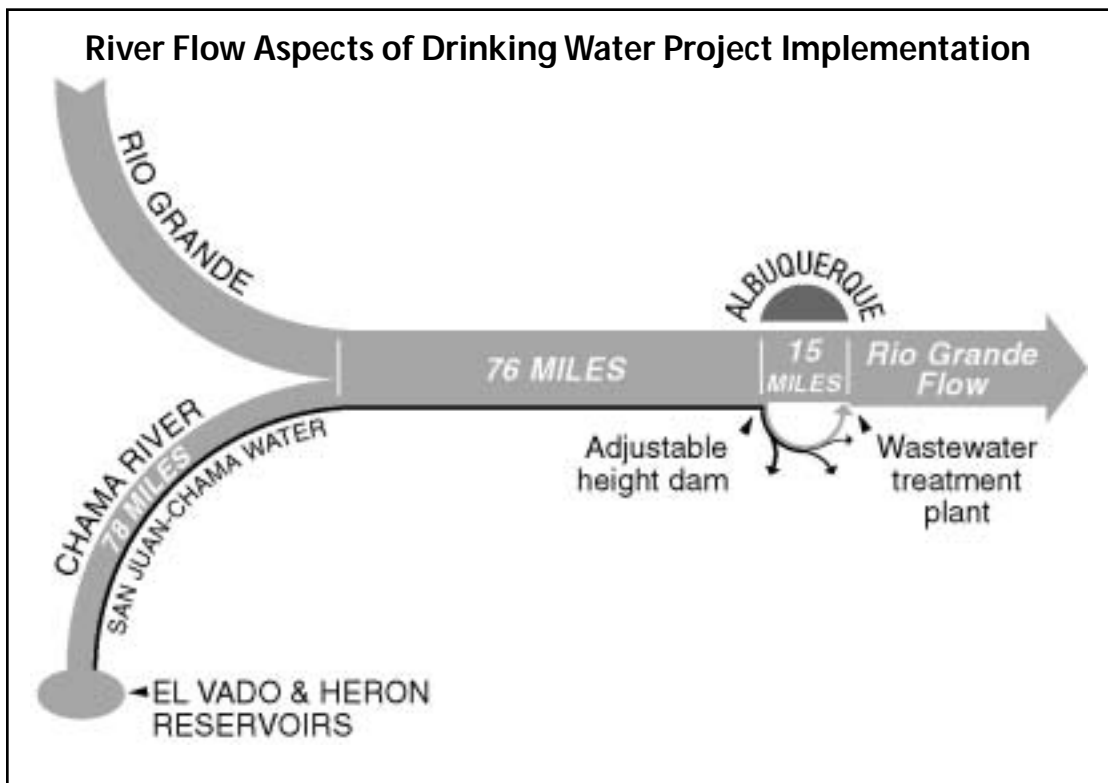 River Flow Aspects of Drinking Water Project Implementation
RIO GRANDE
ALBUQUERQUE
76 MILES
15
MILES
Rio Grande
Flow
CHAMA RIVER
78 MILES
SAN JUAN-CHAMA WATER
Adjustable
height dam
Wastewater
treatment
plant
EL VADO & HERON
RESERVOIRS